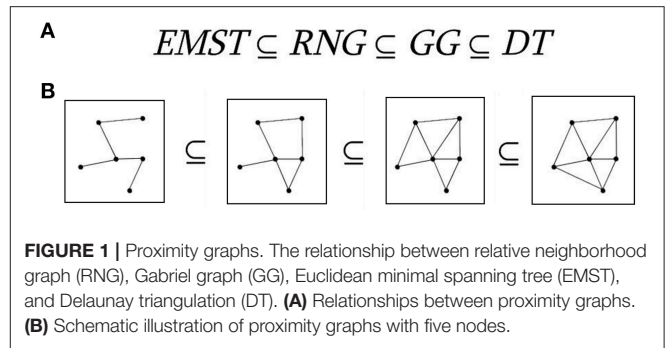 A
EMST ⊆ RNG ⊆ GG ⊆ DT
B
⊆ ⊆ ⊆
FIGURE 1 | Proximity graphs. The relationship between relative neighborhood
graph (RNG), Gabriel graph (GG), Euclidean minimal spanning tree (EMST),
and Delaunay triangulation (DT). (A) Relationships between proximity graphs.
(B) Schematic illustration of proximity graphs with five nodes.